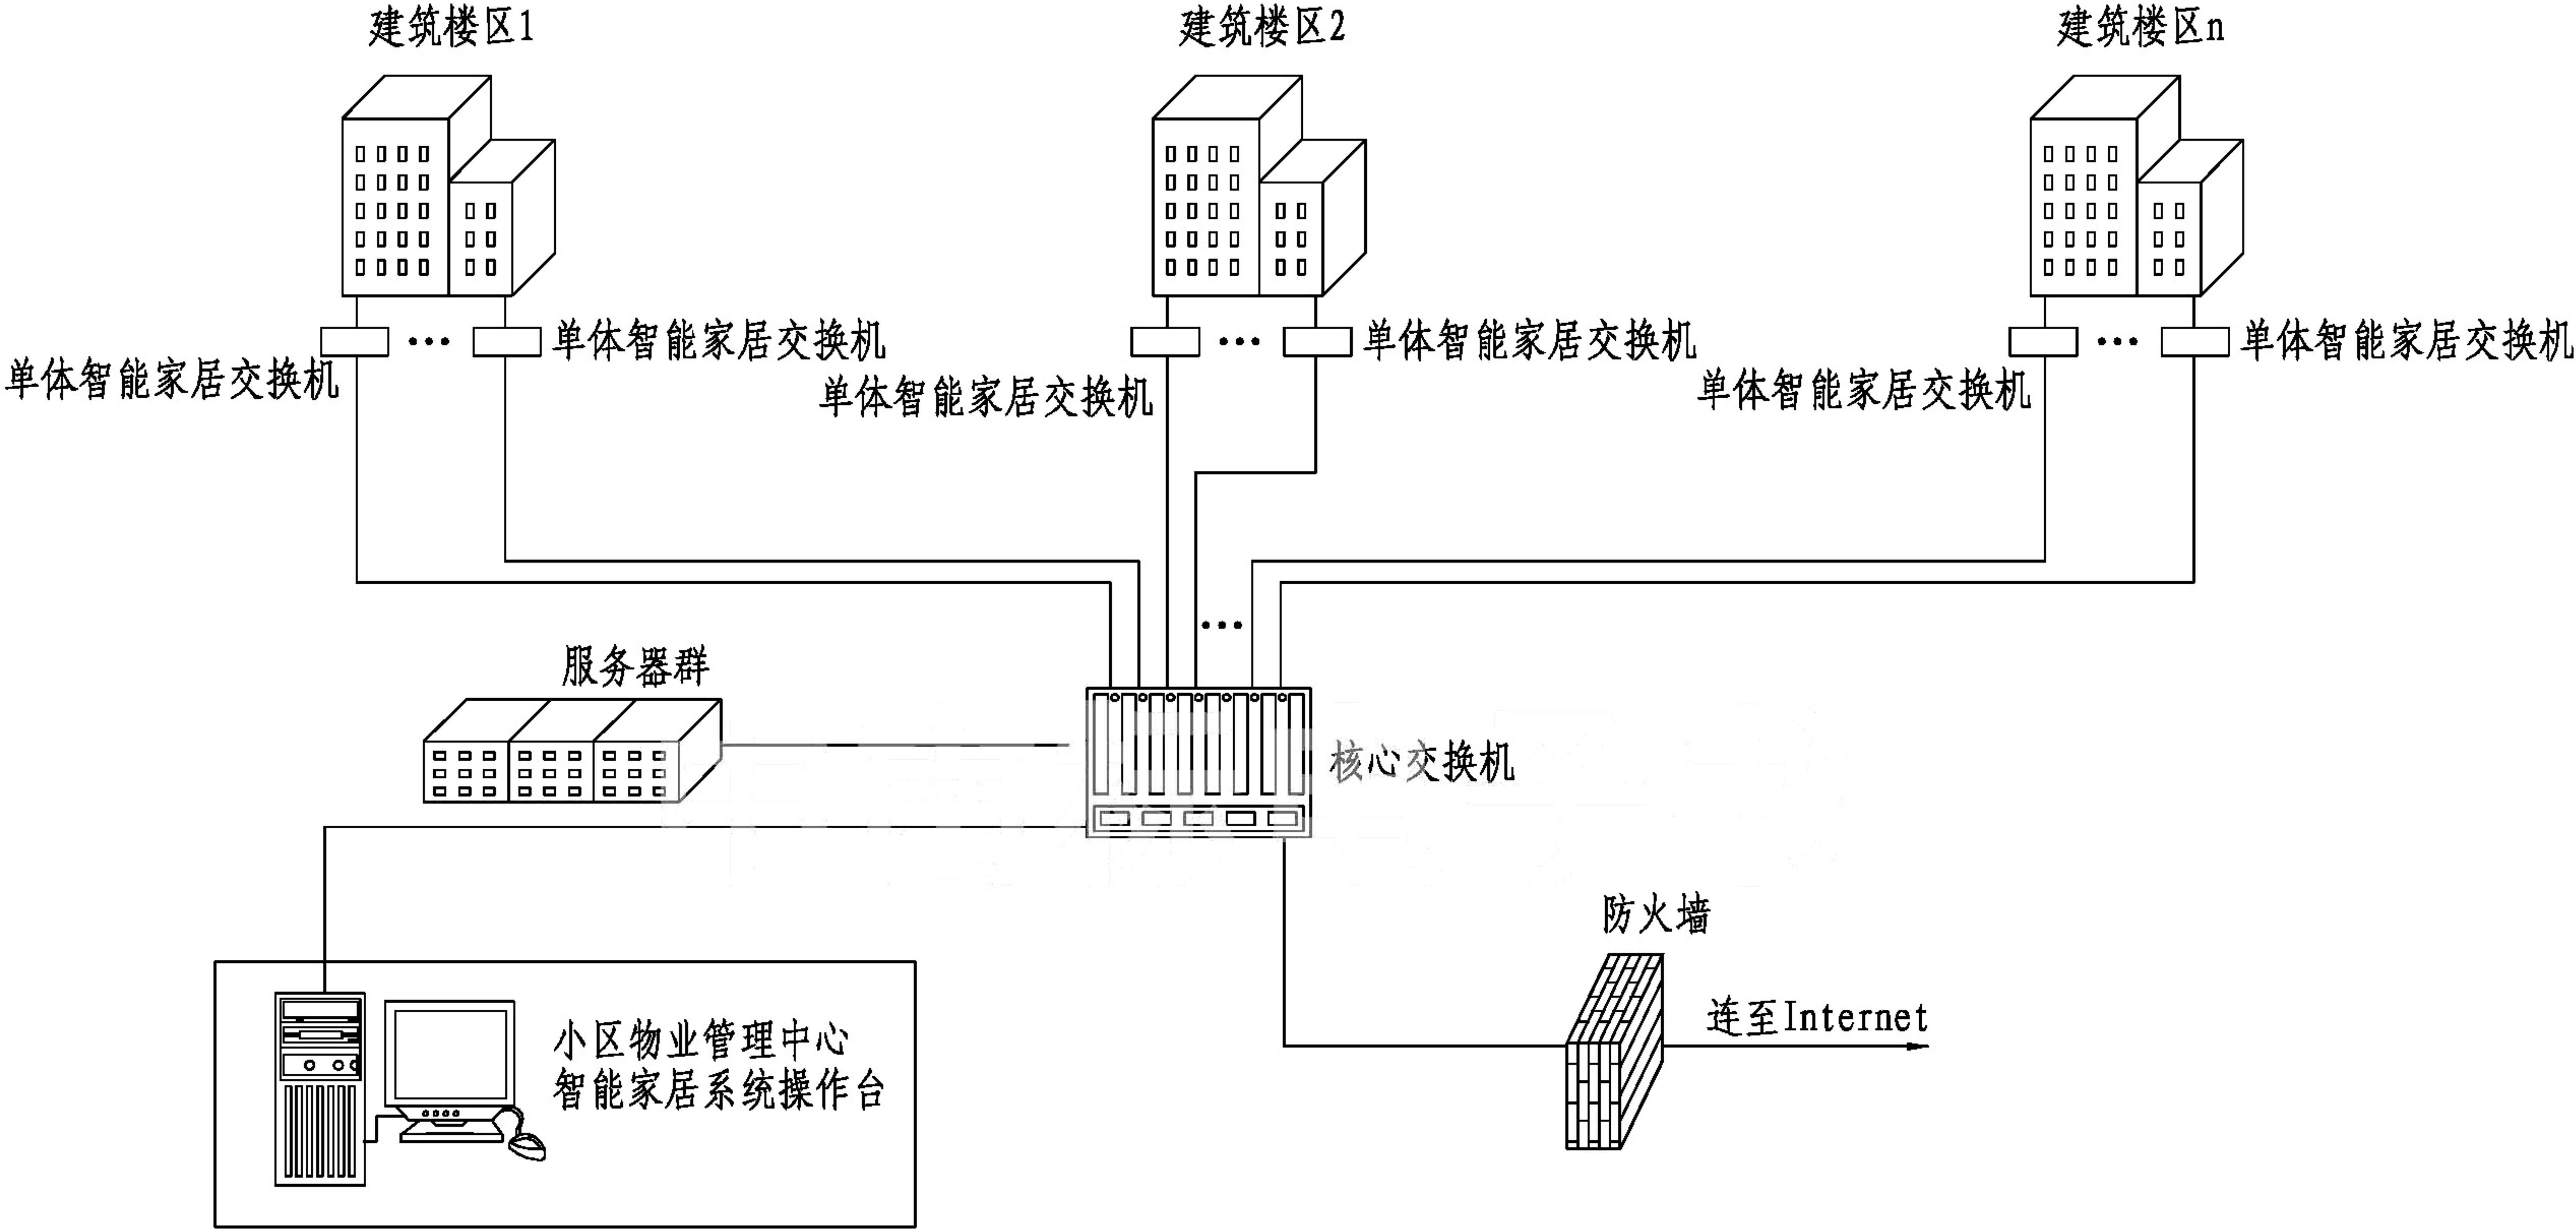 建筑楼区1
建筑楼区2
建筑楼区n
单体智能家居交换机
单体智能家居交换机
单体智能家居交换机
单体智能家居交换机
单体智能家居交换机
单体智能家居交换机
服务器群
核心交换机
防火墙
连至Internet
小区物业管理中心
智能家居系统操作台